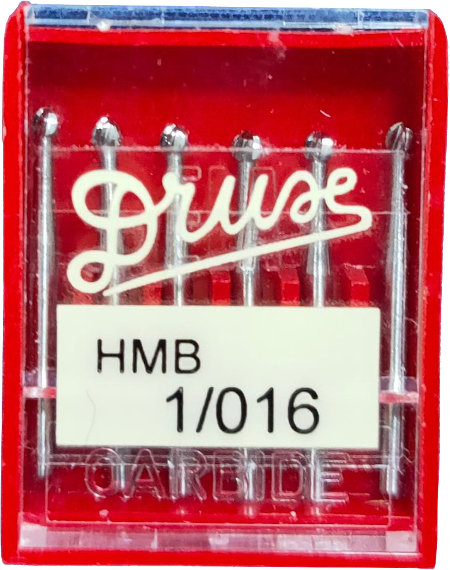 Druse
HMB
1/016
CARBIDE